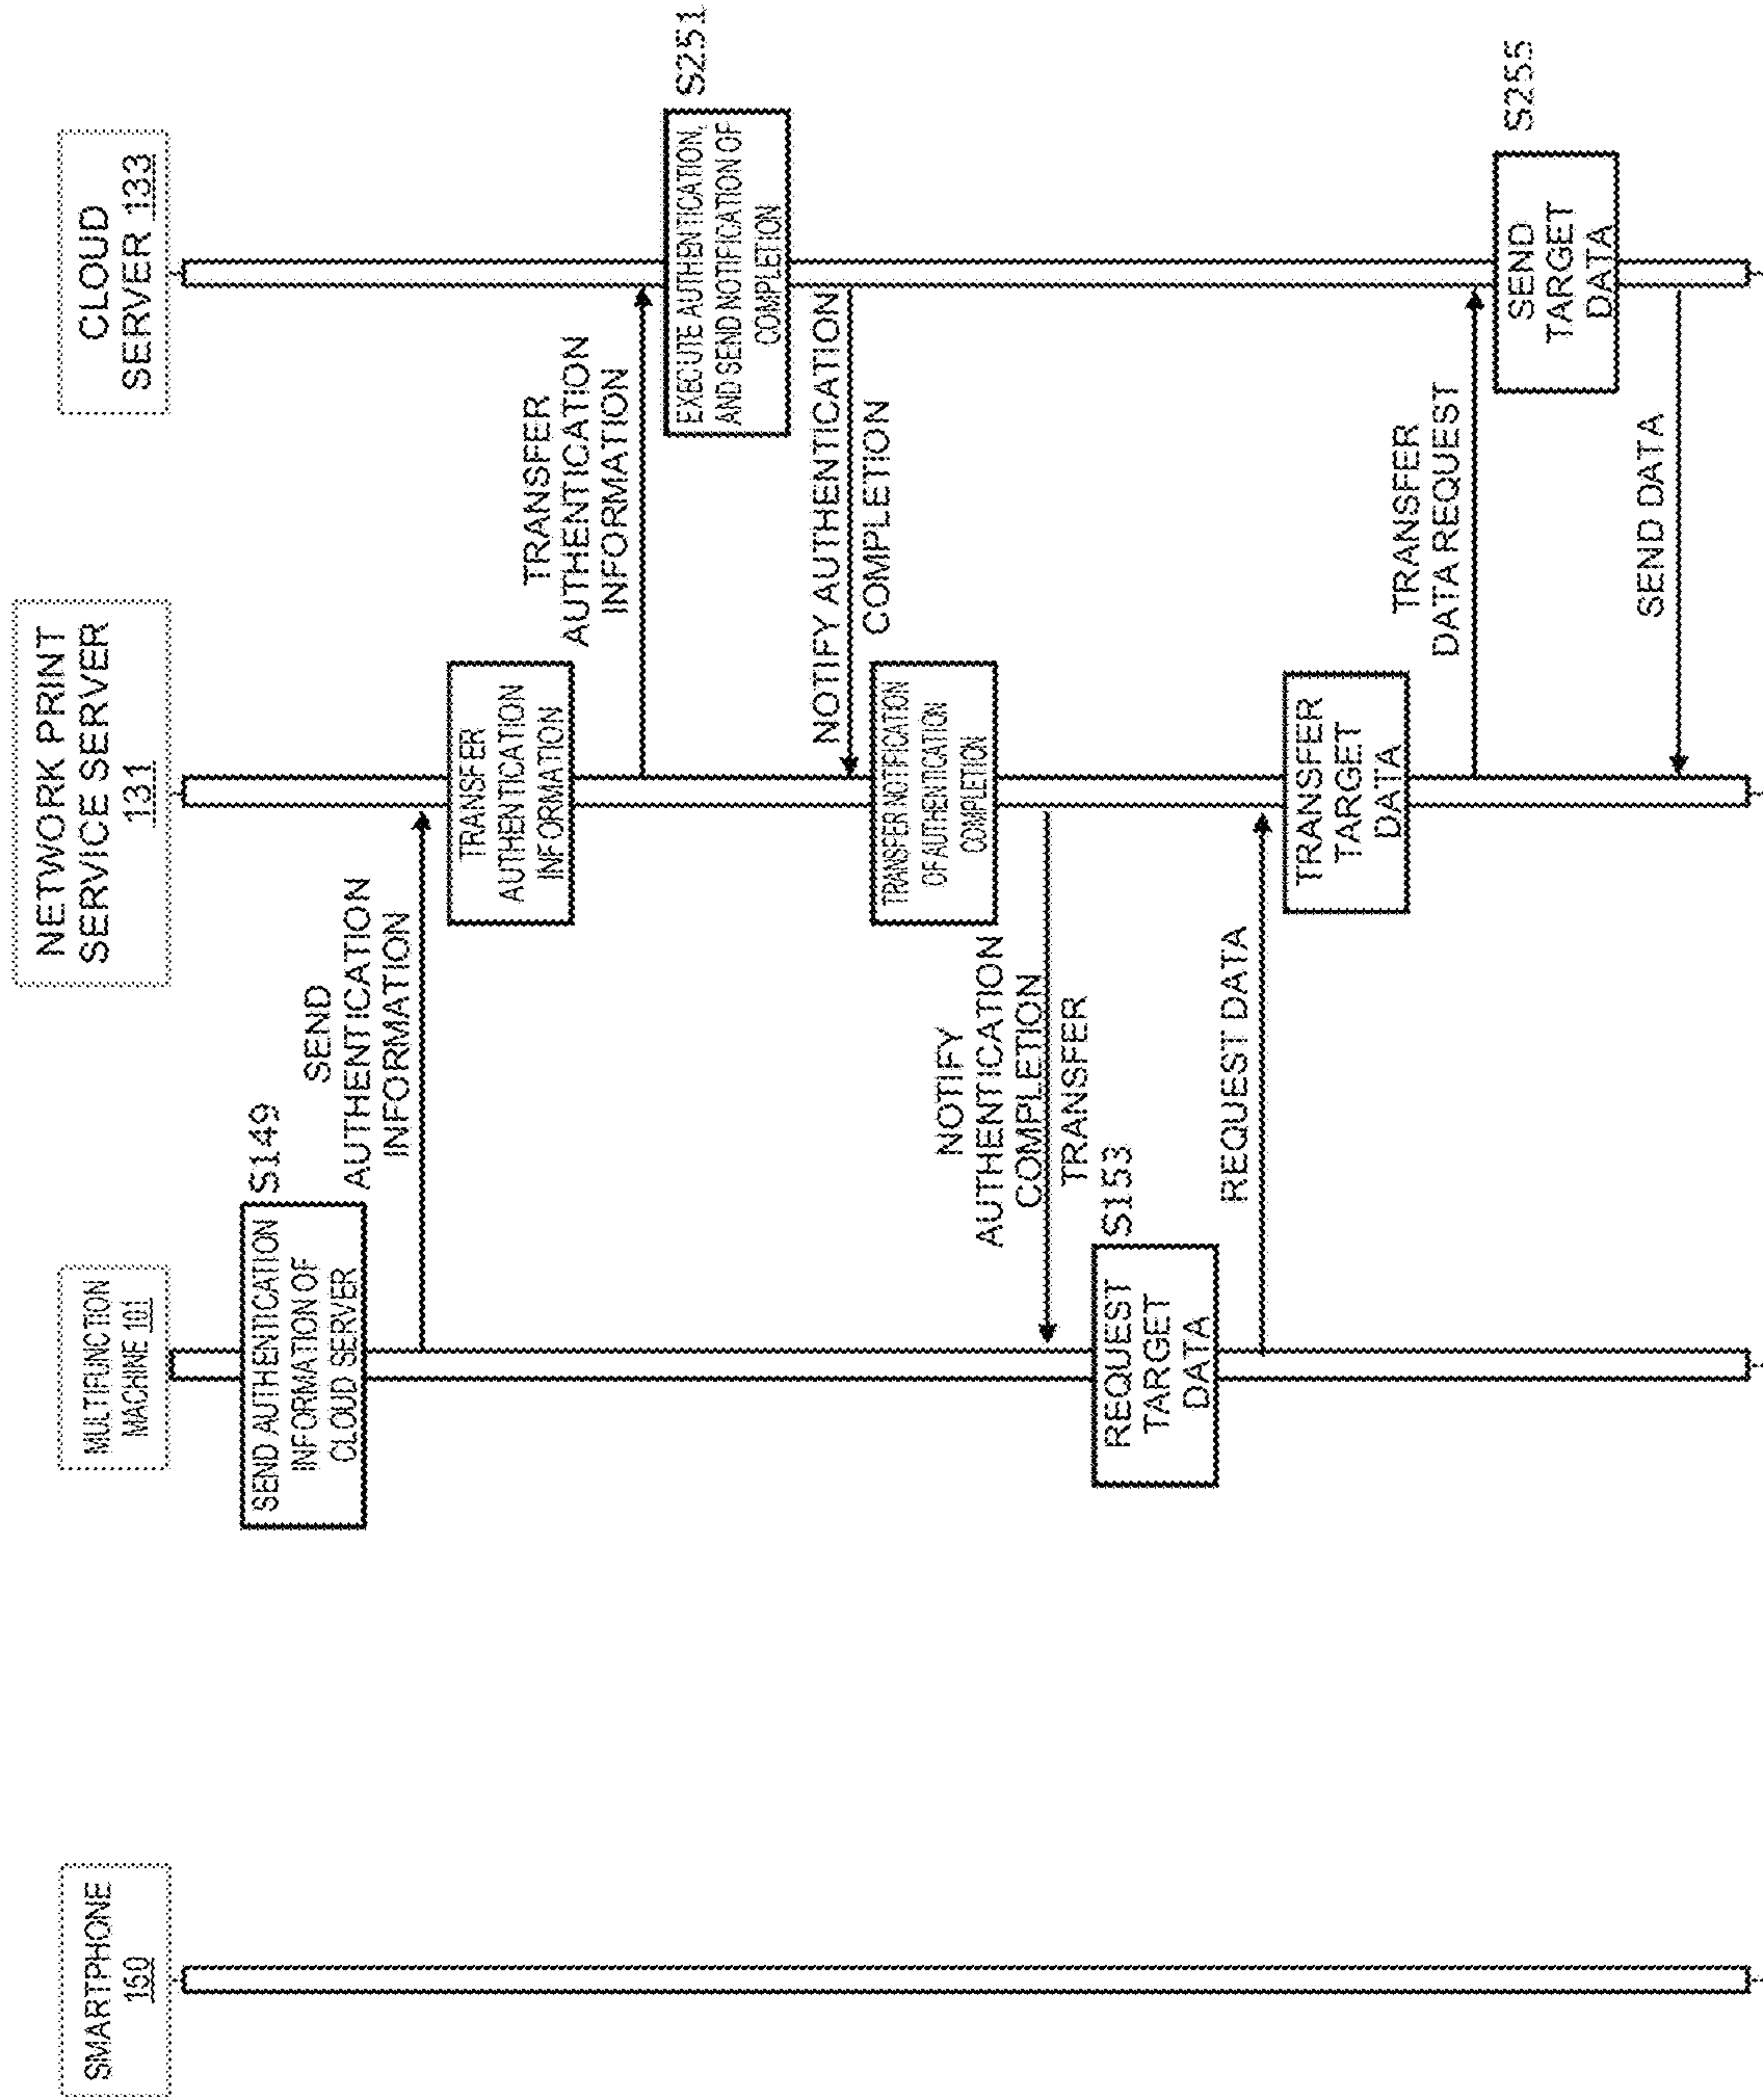 SMARTPHONE
150
MULTIFUNCTION
MACHINE 101
NETWORK PRINT
SERVICE SERVER
131
CLOUD
SERVER 133
SEND AUTHENTICATION
INFORMATION OF
CLOUD SERVER
S149
SEND
AUTHENTICATION
INFORMATION
TRANSFER
AUTHENTICATION
INFORMATION
TRANSFER
AUTHENTICATION
INFORMATION
EXECUTE AUTHENTICATION,
AND SEND NOTIFICATION OF
COMPLETION
S251
NOTIFY AUTHENTICATION
COMPLETION
TRANSFER NOTIFICATION
OF AUTHENTICATION
COMPLETION
NOTIFY
AUTHENTICATION
COMPLETION
TRANSFER
REQUEST
TARGET
DATA
S153
REQUEST DATA
TRANSFER
TARGET
DATA
TRANSFER
DATA REQUEST
SEND
TARGET
DATA
S255
SEND DATA